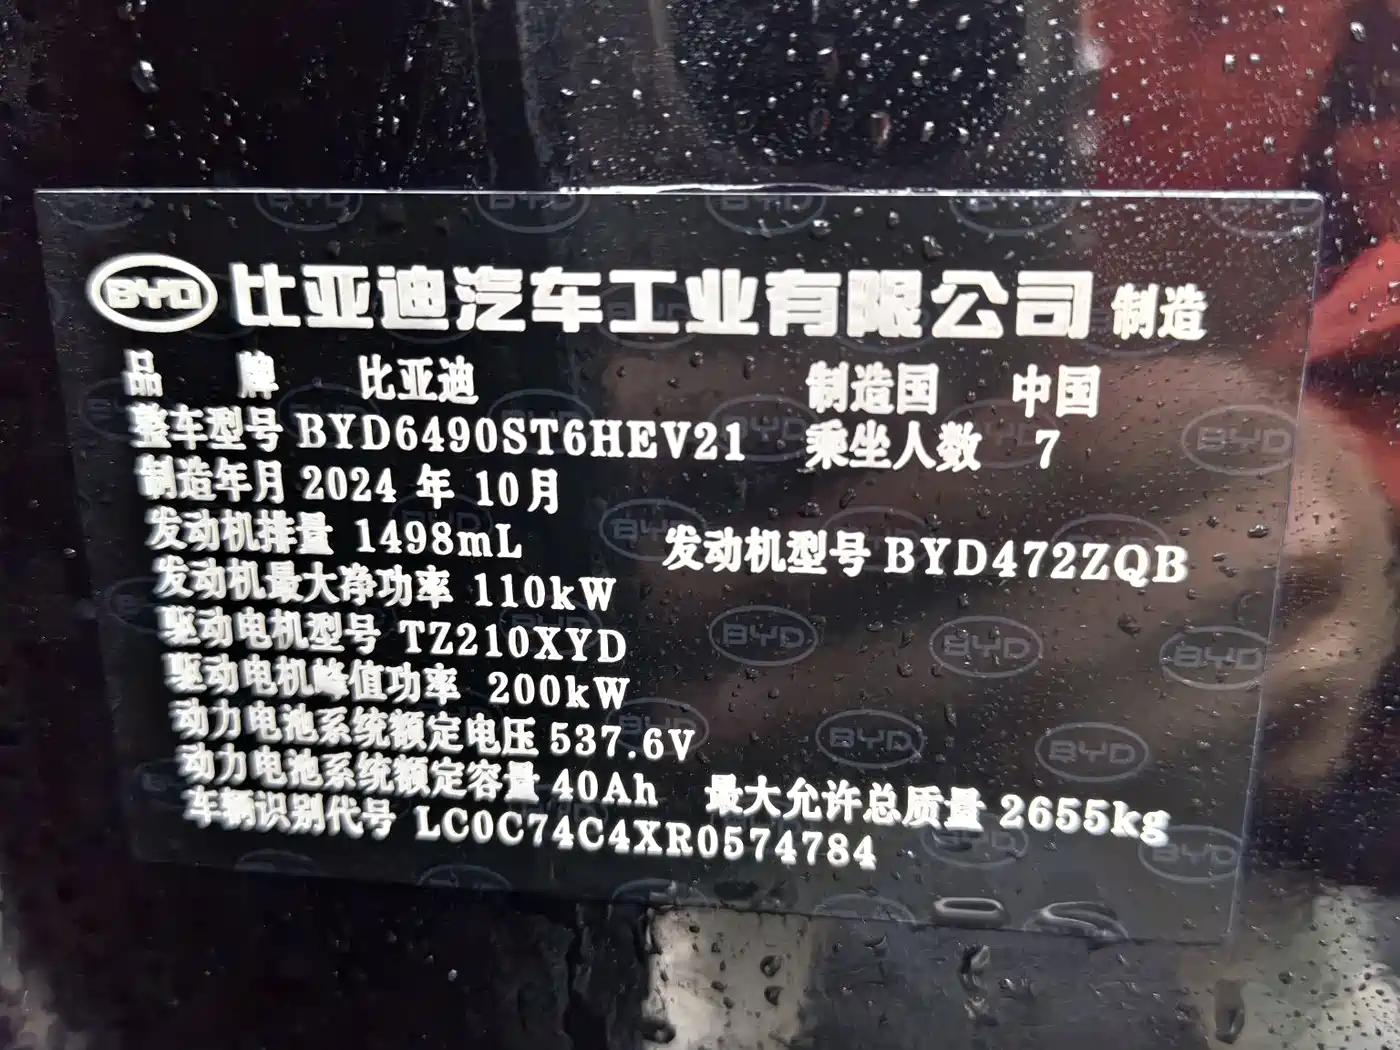 BYD 比亚迪汽车工业有限公司 制造
品 牌 比亚迪 制造国 中国
整车型号 BYD6490ST6HEV21 乘坐人数 7
制造年月 2024 年 10月
发动机排量 1498mL 发动机型号 BYD472ZQB
发动机最大净功率 110kW
驱动电机型号 TZ210XYD
驱动电机峰值功率 200kW
动力电池系统额定电压 537.6V
动力电池系统额定容量 40Ah 最大允许总质量 2655kg
车辆识别代号 LC0C74C4XR0574784